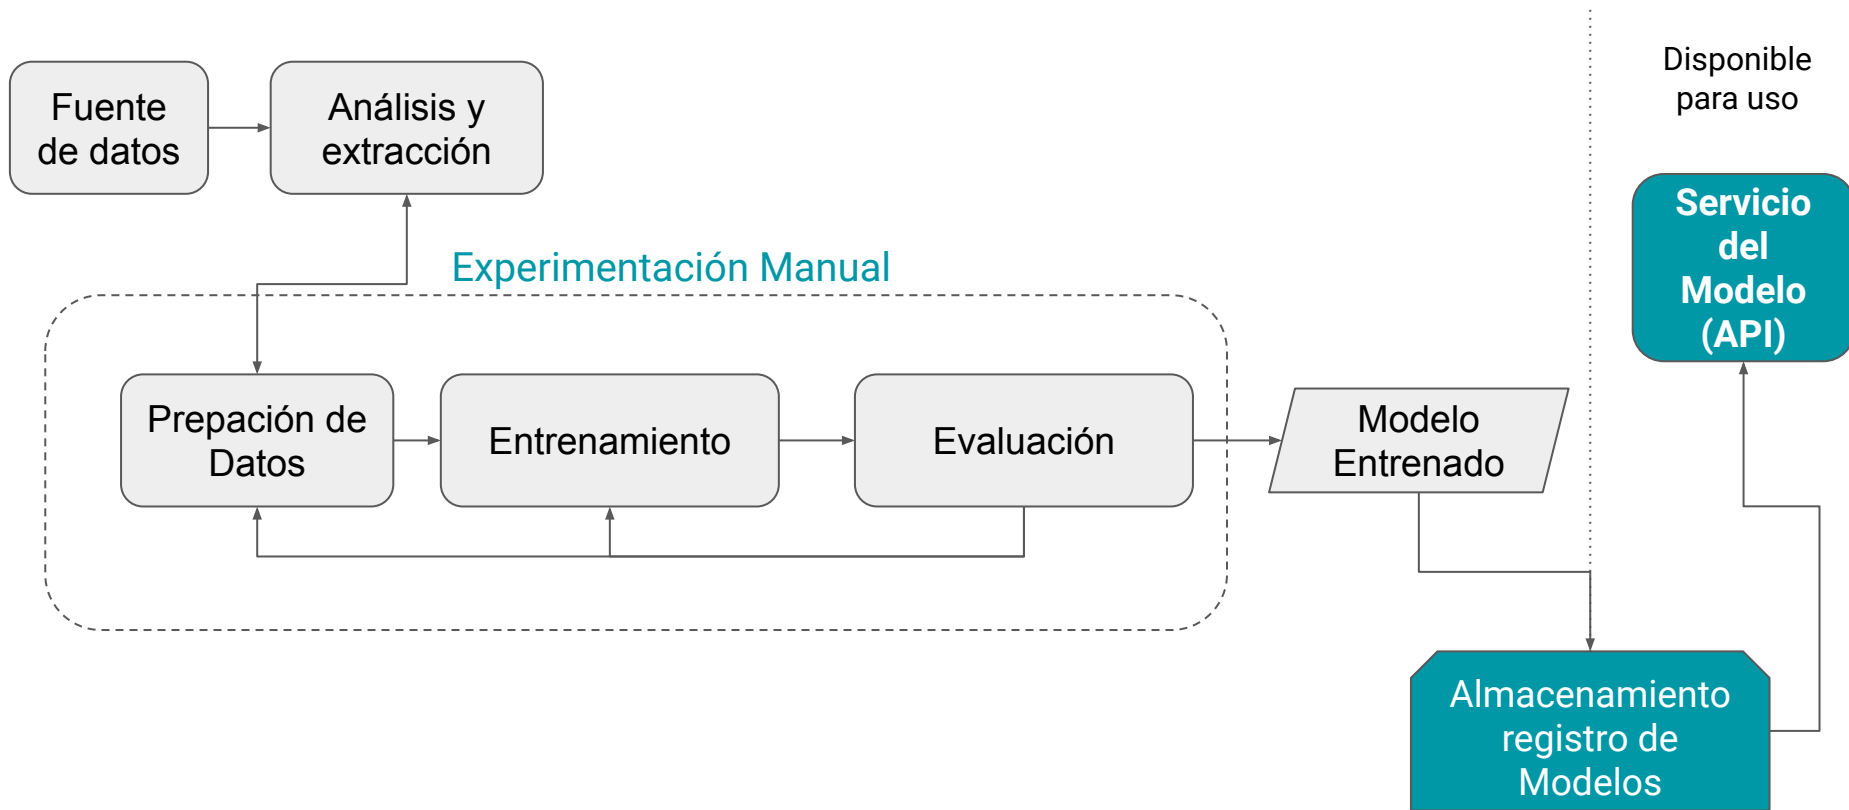 Fuente
de datos
Análisis y
extracción
Disponible
para uso
Servicio
del
Modelo
(API)
Experimentación Manual
Prepación de
Datos
Entrenamiento
Evaluación
Modelo
Entrenado
Almacenamiento
registro de
Modelos